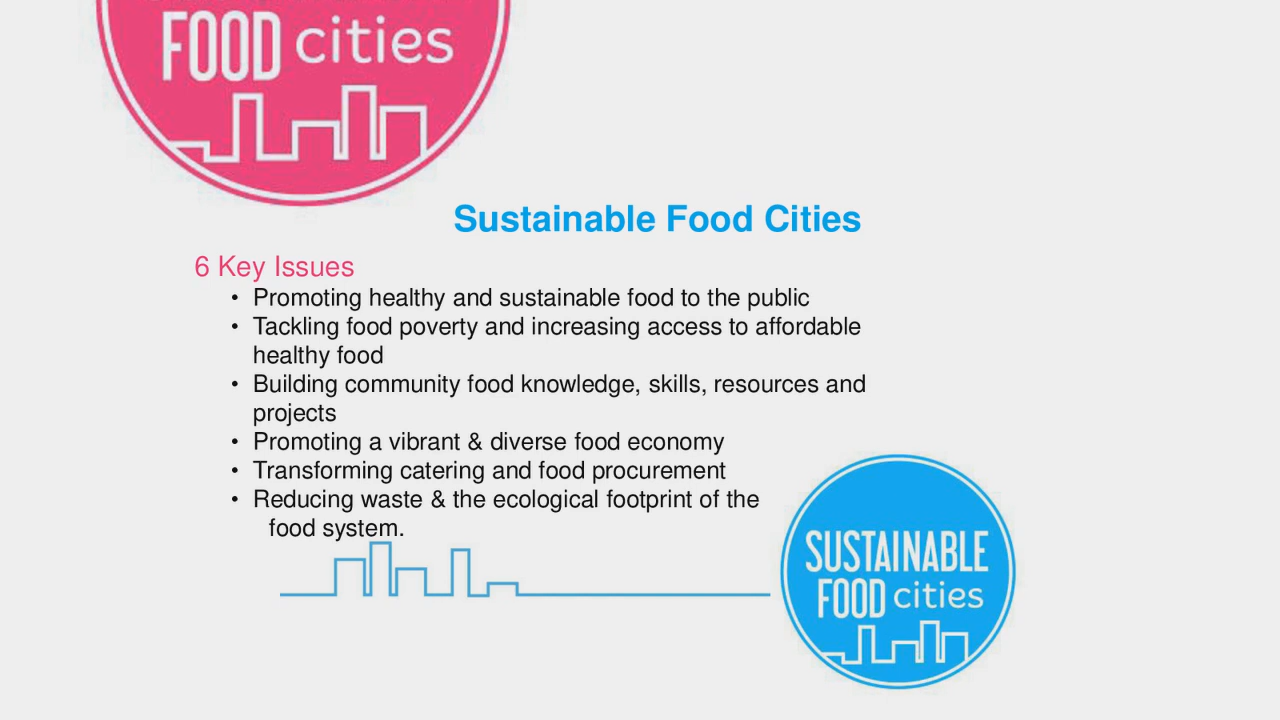 FOOD cities
Sustainable Food Cities
6 Key Issues
• Promoting healthy and sustainable food to the public
• Tackling food poverty and increasing access to affordable
healthy food
• Building community food knowledge, skills, resources and
projects
• Promoting a vibrant & diverse food economy
• Transforming catering and food procurement
• Reducing waste & the ecological footprint of the
food system.
SUSTAINABLE
FOOD cities